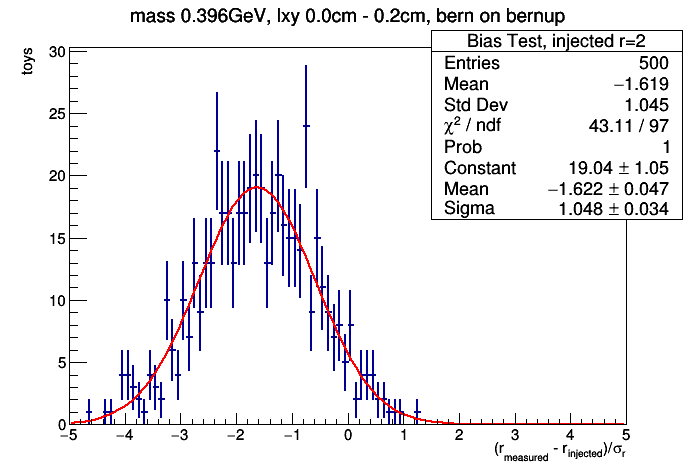 mass 0.396GeV, lxy 0.0cm - 0.2cm, bern on bernup
Bias Test, injected r=2
Entries 500
Mean −1.619
Std Dev 1.045
χ² / ndf 43.11 / 97
Prob 1
Constant 19.04 ± 1.05
Mean −1.622 ± 0.047
Sigma 1.048 ± 0.034
toys
30
25
20
15
10
5
0
−5 −4 −3 −2 −1 0 1 2 3 4 5
(r_measured - r_injected)/σ_r